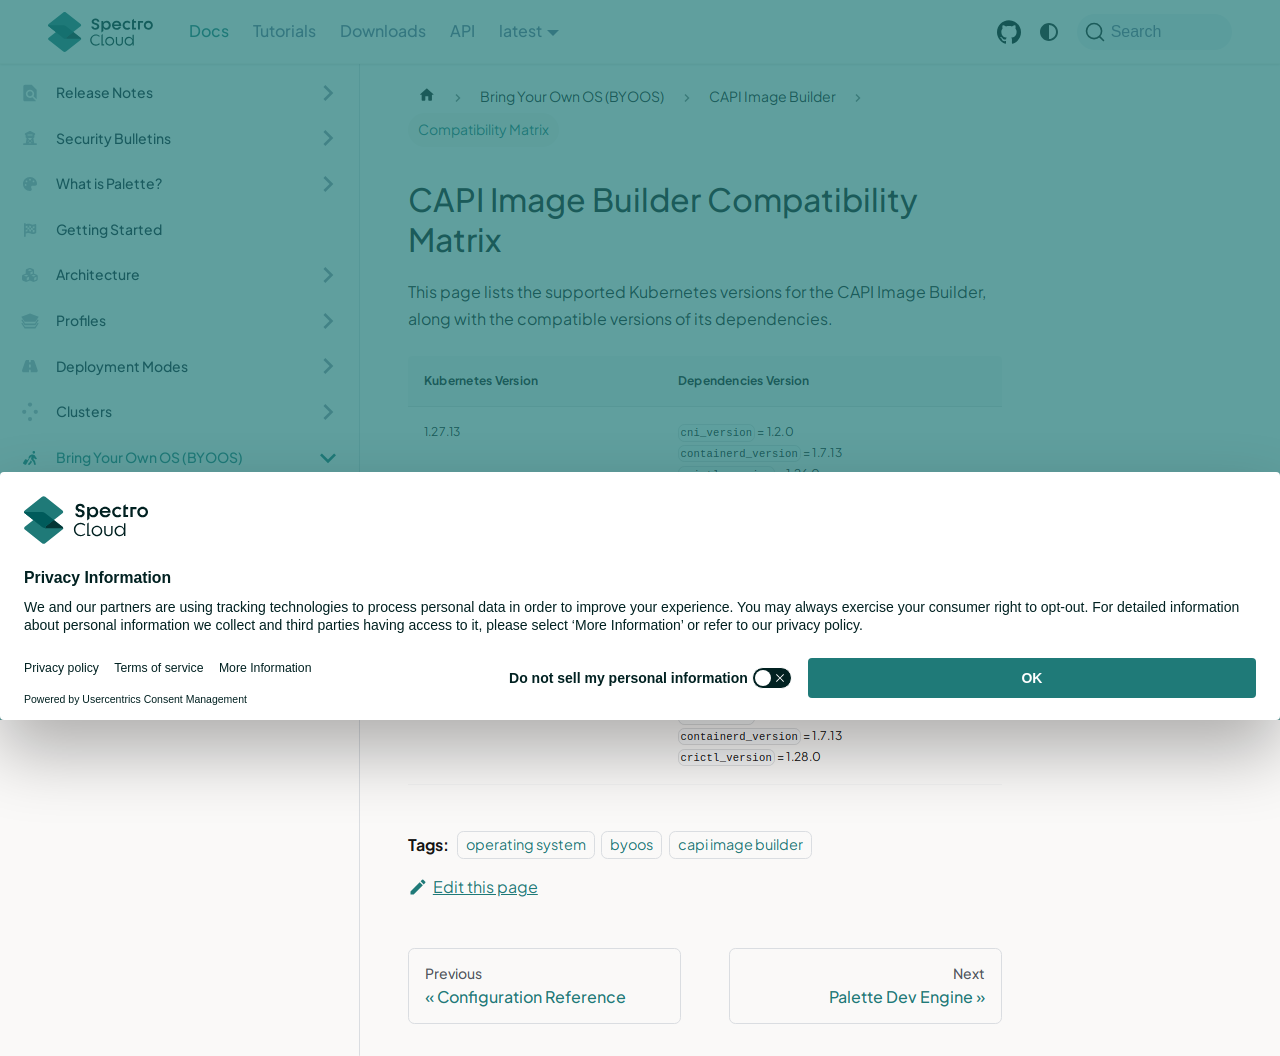 Spectro Cloud
Docs
Tutorials
Downloads
API
latest
Search
Release Notes
Security Bulletins
What is Palette?
Getting Started
Architecture
Profiles
Deployment Modes
Clusters
Bring Your Own OS (BYOOS)
Bring Your Own OS (BYOOS)
CAPI Image Builder
Compatibility Matrix
CAPI Image Builder Compatibility
Matrix
This page lists the supported Kubernetes versions for the CAPI Image Builder,
along with the compatible versions of its dependencies.
Kubernetes Version
Dependencies Version
1.27.13
cni_version = 1.2.0
containerd_version = 1.7.13
Spectro Cloud
Privacy Information
We and our partners are using tracking technologies to process personal data in order to improve your experience. You may always exercise your consumer right to opt-out. For detailed information
about personal information we collect and third parties having access to it, please select ‘More Information’ or refer to our privacy policy.
Privacy policy
Terms of service
More Information
Powered by Usercentrics Consent Management
Do not sell my personal information
OK
containerd_version = 1.7.13
crictl_version = 1.28.0
Tags:
operating system
byoos
capi image builder
Edit this page
Previous
« Configuration Reference
Next
Palette Dev Engine »